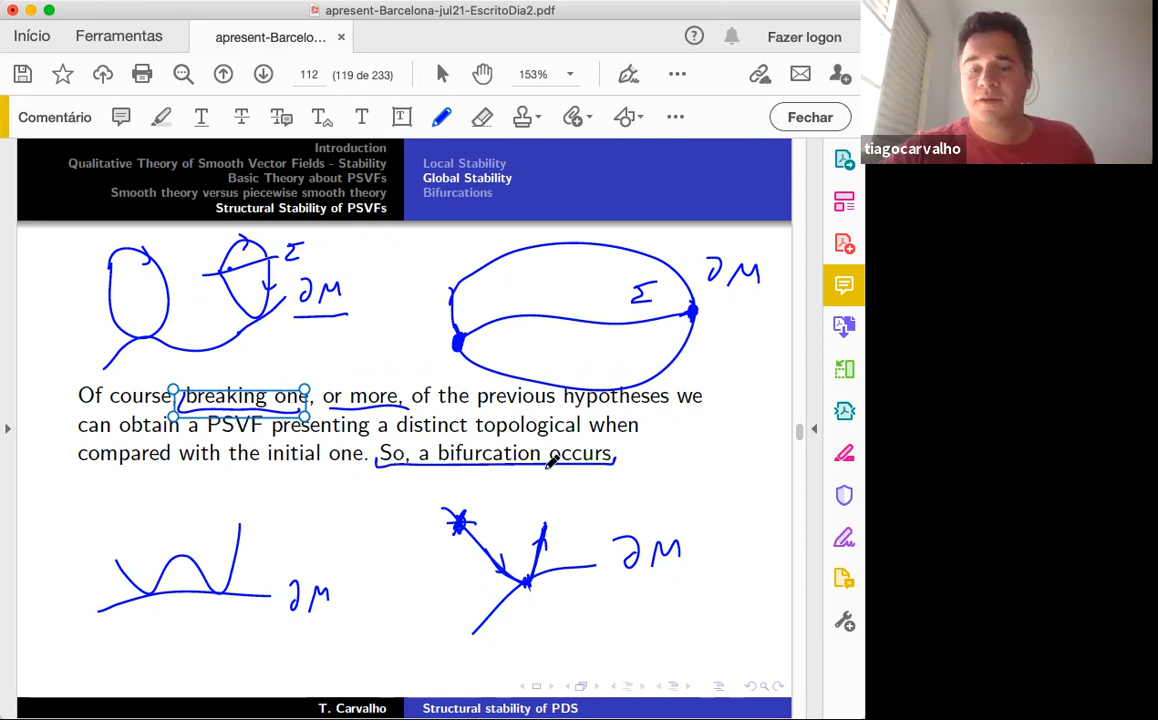 apresent-Barcelona-jul21-EscritoDia2.pdf
Início
Ferramentas
apresent-Barcelo...
Fazer logon
112
(119 de 233)
153%
Comentário
Fechar
tiagocarvalho
Introduction
Qualitative Theory of Smooth Vector Fields - Stability
Basic Theory about PSVFs
Smooth theory versus piecewise smooth theory
Structural Stability of PSVFs
Local Stability
Global Stability
Bifurcations
Σ
∂M
Σ
∂M
Of course, breaking one, or more, of the previous hypotheses we
can obtain a PSVF presenting a distinct topological when
compared with the initial one. So, a bifurcation occurs.
∂M
∂M
T. Carvalho
Structural stability of PDS